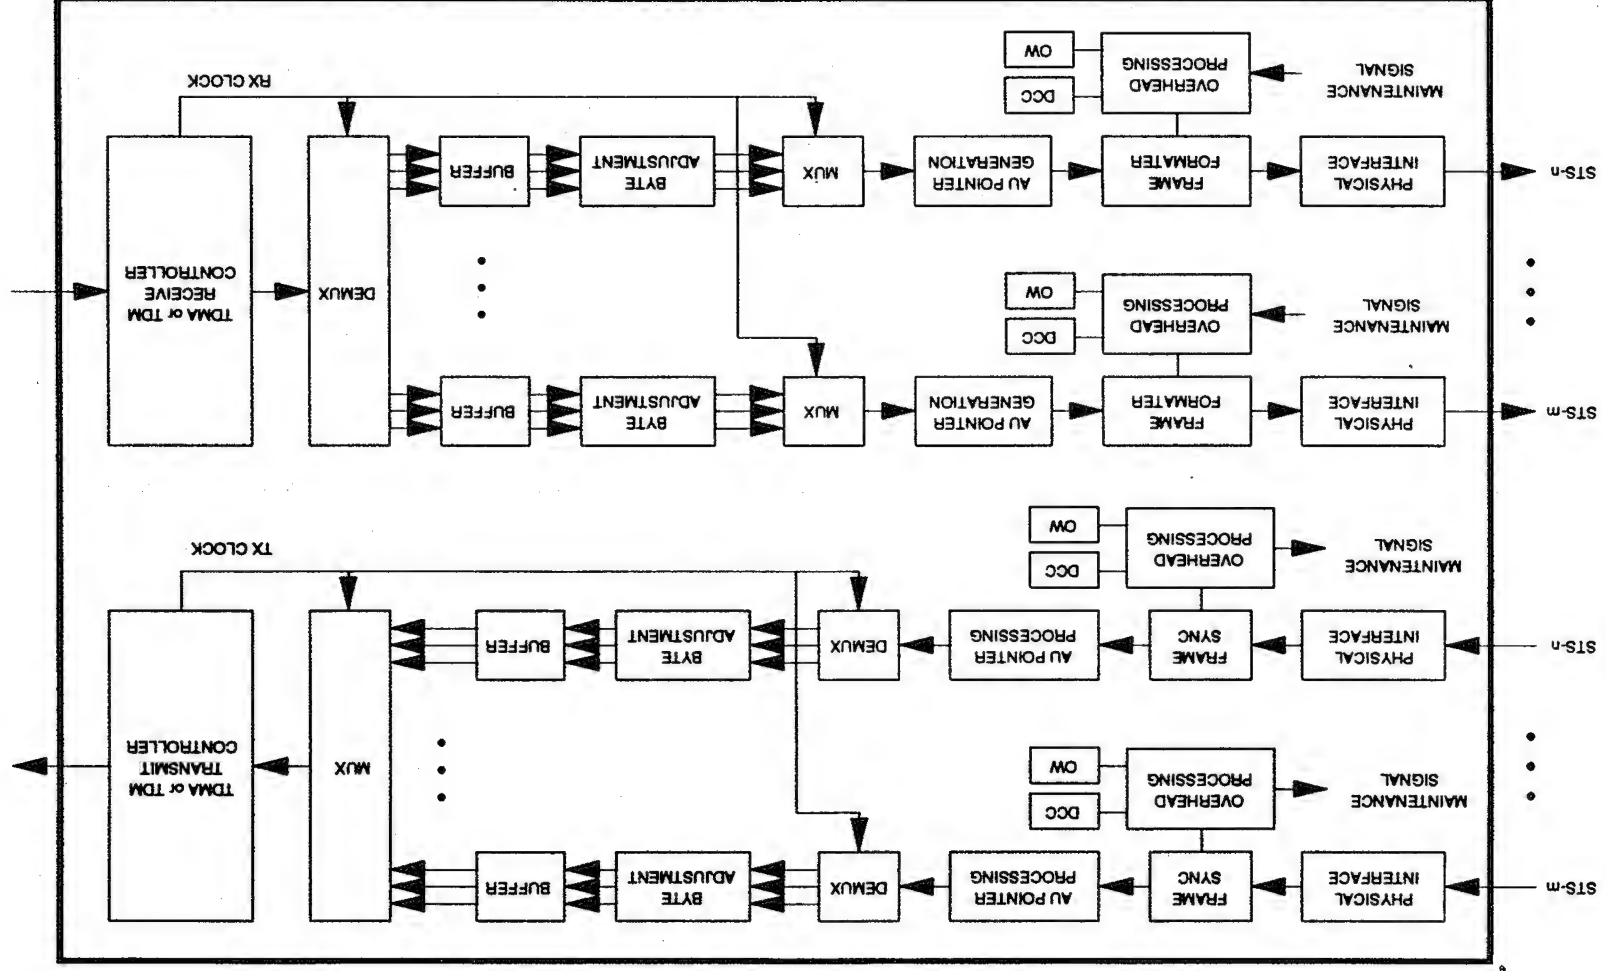 STS-m
PHYSICAL
INTERFACE
FRAME
SYNC
AU POINTER
PROCESSING
DEMUX
BYTE
ADJUSTMENT
BUFFER
MAINTENANCE
SIGNAL
OVERHEAD
PROCESSING
DCC
OW
MUX
TDMA or TDM
TRANSMIT
CONTROLLER
STS-n
PHYSICAL
INTERFACE
FRAME
SYNC
AU POINTER
PROCESSING
DEMUX
BYTE
ADJUSTMENT
BUFFER
MAINTENANCE
SIGNAL
OVERHEAD
PROCESSING
DCC
OW
TX CLOCK
STS-m
PHYSICAL
INTERFACE
FRAME
FORMATER
AU POINTER
GENERATION
MUX
BYTE
ADJUSTMENT
BUFFER
MAINTENANCE
SIGNAL
OVERHEAD
PROCESSING
DCC
OW
DEMUX
TDMA or TDM
RECEIVE
CONTROLLER
STS-n
PHYSICAL
INTERFACE
FRAME
FORMATER
AU POINTER
GENERATION
MUX
BYTE
ADJUSTMENT
BUFFER
MAINTENANCE
SIGNAL
OVERHEAD
PROCESSING
DCC
OW
RX CLOCK